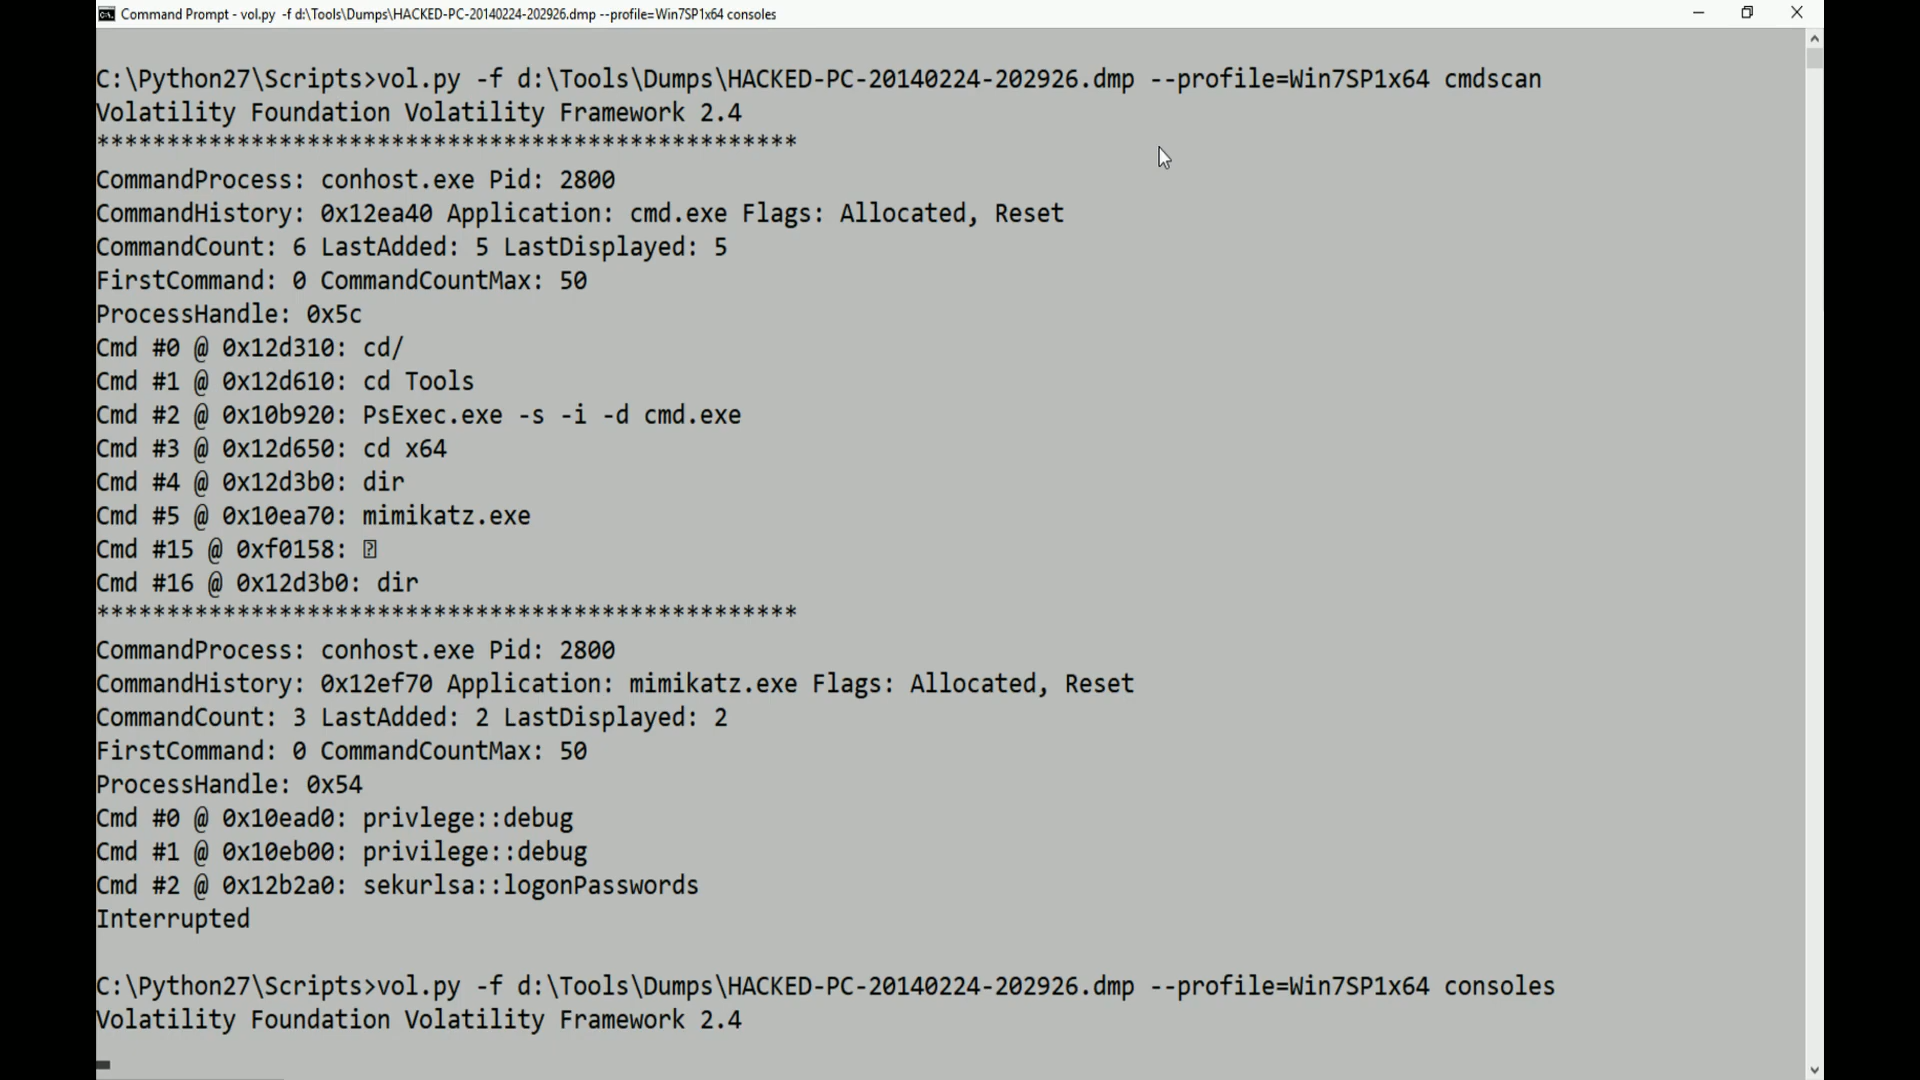 Command Prompt - vol.py -f d:\Tools\Dumps\HACKED-PC-20140224-202926.dmp --profile=Win7SP1x64 consoles
C:\Python27\Scripts>vol.py -f d:\Tools\Dumps\HACKED-PC-20140224-202926.dmp --profile=Win7SP1x64 cmdscan
Volatility Foundation Volatility Framework 2.4
**************************************************
CommandProcess: conhost.exe Pid: 2800
CommandHistory: 0x12ea40 Application: cmd.exe Flags: Allocated, Reset
CommandCount: 6 LastAdded: 5 LastDisplayed: 5
FirstCommand: 0 CommandCountMax: 50
ProcessHandle: 0x5c
Cmd #0 @ 0x12d310: cd/
Cmd #1 @ 0x12d610: cd Tools
Cmd #2 @ 0x10b920: PsExec.exe -s -i -d cmd.exe
Cmd #3 @ 0x12d650: cd x64
Cmd #4 @ 0x12d3b0: dir
Cmd #5 @ 0x10ea70: mimikatz.exe
Cmd #15 @ 0xf0158: ⍰
Cmd #16 @ 0x12d3b0: dir
**************************************************
CommandProcess: conhost.exe Pid: 2800
CommandHistory: 0x12ef70 Application: mimikatz.exe Flags: Allocated, Reset
CommandCount: 3 LastAdded: 2 LastDisplayed: 2
FirstCommand: 0 CommandCountMax: 50
ProcessHandle: 0x54
Cmd #0 @ 0x10ead0: privlege::debug
Cmd #1 @ 0x10eb00: privilege::debug
Cmd #2 @ 0x12b2a0: sekurlsa::logonPasswords
Interrupted
C:\Python27\Scripts>vol.py -f d:\Tools\Dumps\HACKED-PC-20140224-202926.dmp --profile=Win7SP1x64 consoles
Volatility Foundation Volatility Framework 2.4